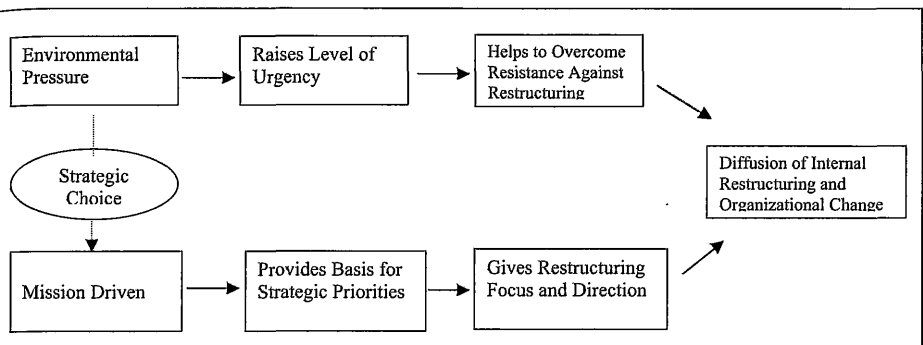 Environmental
Pressure
Raises Level of
Urgency
Helps to Overcome
Resistance Against
Restructuring
Strategic
Choice
Diffusion of Internal
Restructuring and
Organizational Change
Mission Driven
Provides Basis for
Strategic Priorities
Gives Restructuring
Focus and Direction